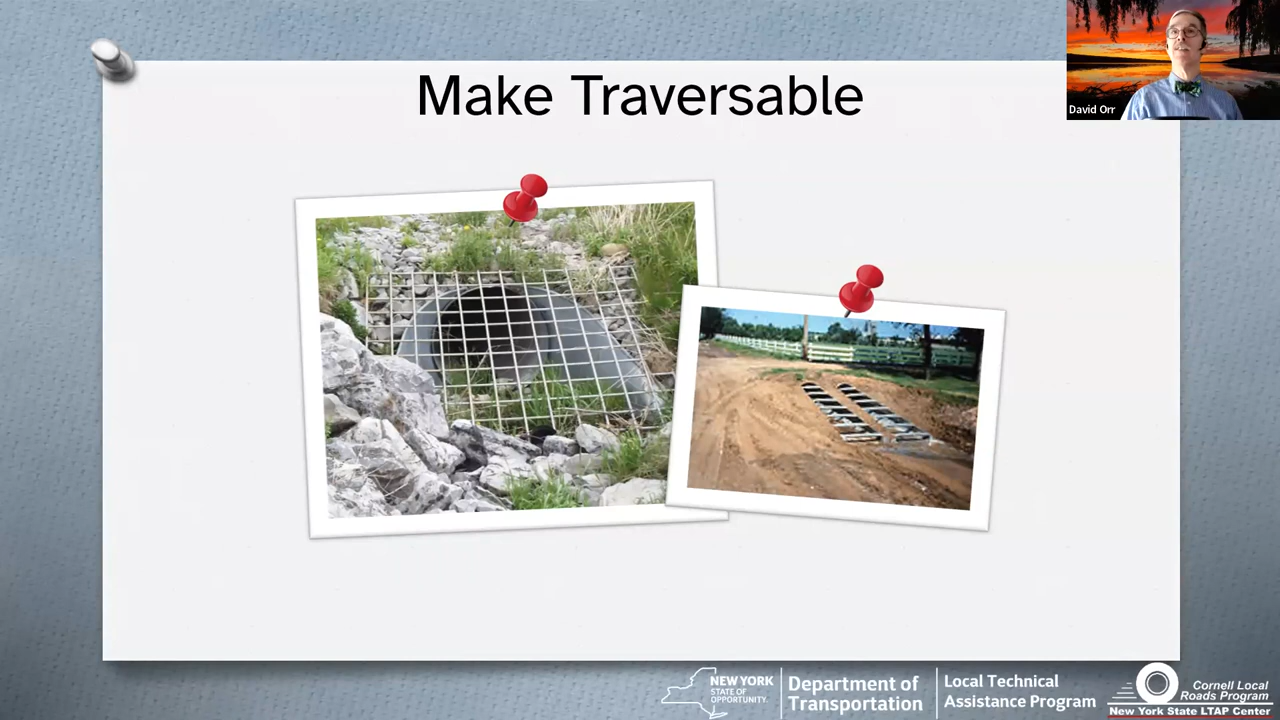 Make Traversable
David Orr
NEW YORK
STATE OF
OPPORTUNITY.
Department of
Transportation
Local Technical
Assistance Program
Cornell Local
Roads Program
New York State LTAP Center